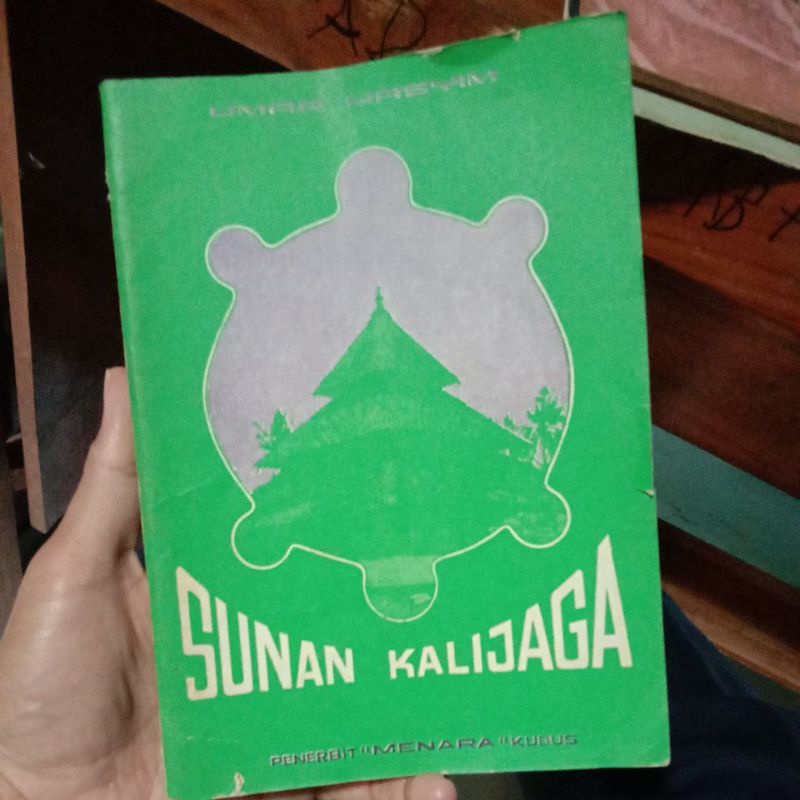 UMAR HASYIM
SUNAN KALIJAGA
PENERBIT "MENARA" KUDUS